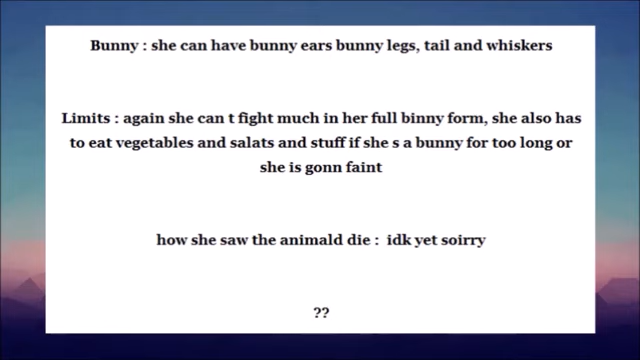 Bunny : she can have bunny ears bunny legs, tail and whiskers
Limits : again she can t fight much in her full binny form, she also has
to eat vegetables and salats and stuff if she s a bunny for too long or
she is gonn faint
how she saw the animald die : idk yet soirry
??